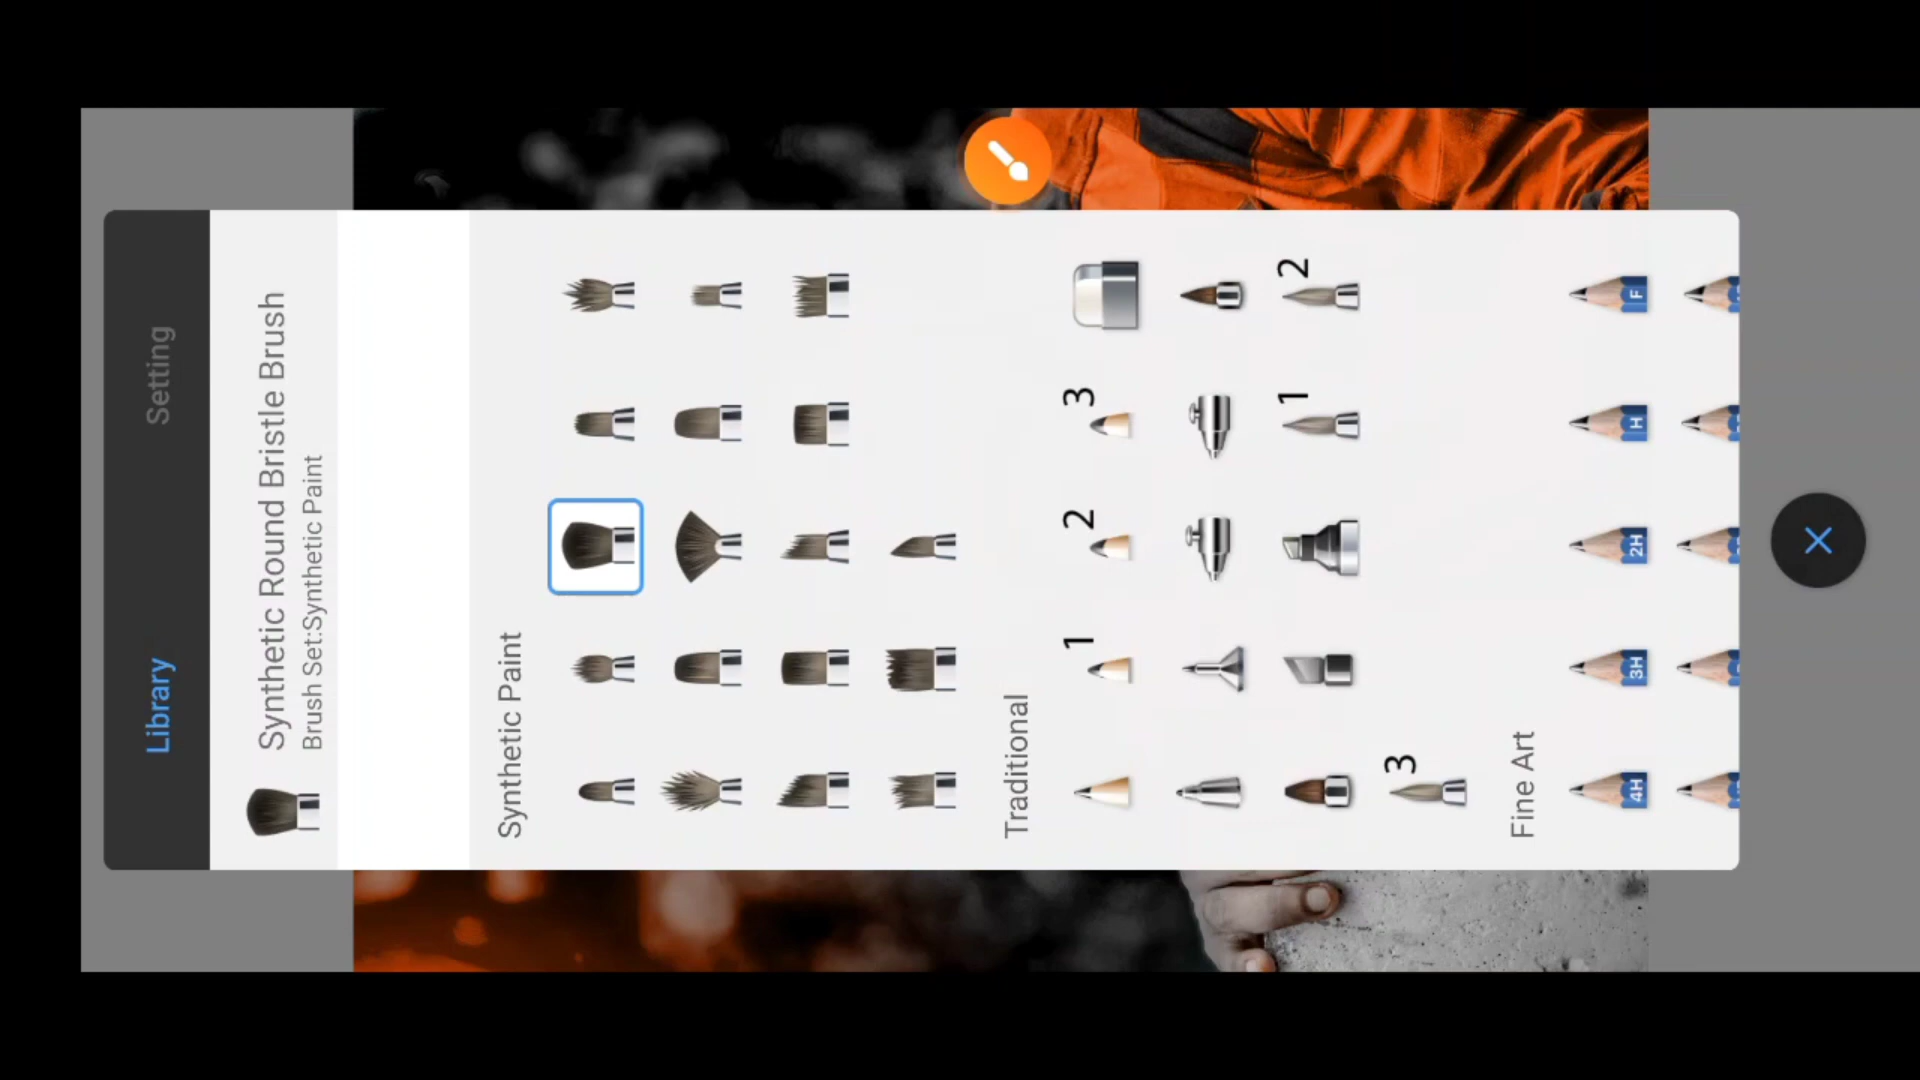 Library Setting
Synthetic Round Bristle Brush
Brush Set:Synthetic Paint
Synthetic Paint
Traditional
1 2 3
1 2
3
Fine Art
4H 3H 2H H F